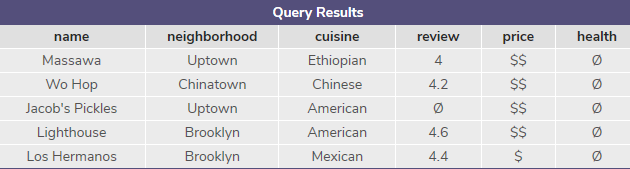 Query Results
name neighborhood cuisine review price health
Massawa Uptown Ethiopian 4 $$ Ø
Wo Hop Chinatown Chinese 4.2 $$ Ø
Jacob's Pickles Uptown American Ø $$ Ø
Lighthouse Brooklyn American 4.6 $$ Ø
Los Hermanos Brooklyn Mexican 4.4 $ Ø